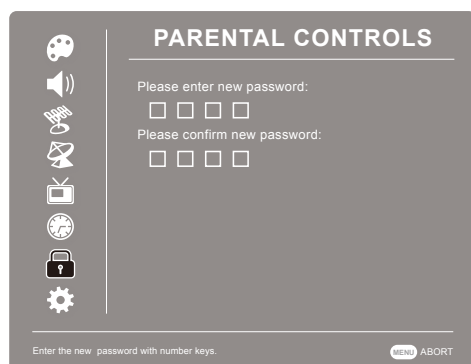 PARENTAL CONTROLS
Please enter new password:
Please confirm new password:
Enter the new password with number keys.
MENU ABORT